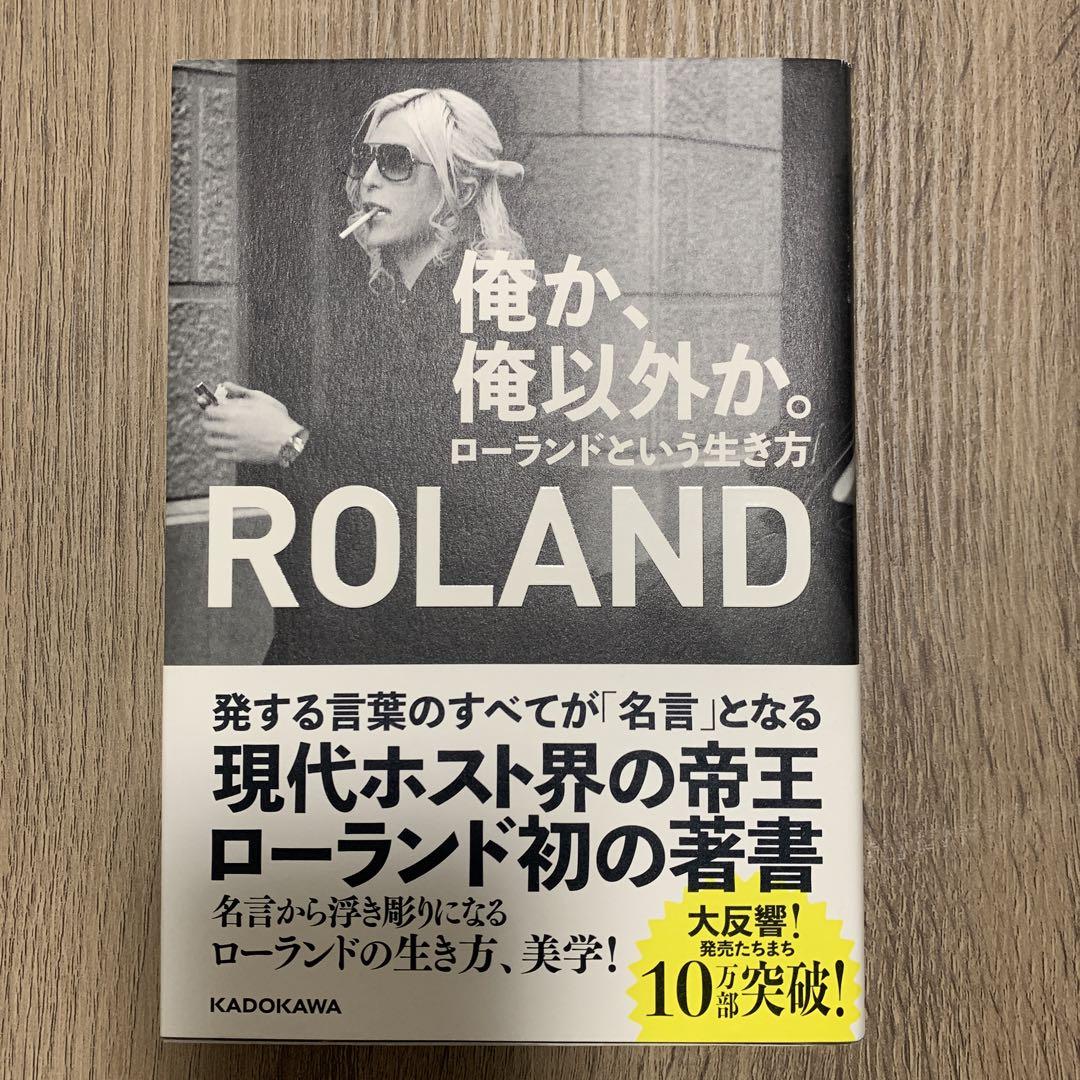 俺か、
俺以外か。
ローランドという生き方
ROLAND
発する言葉のすべてが「名言」となる
現代ホスト界の帝王
ローランド初の著書
名言から浮き彫りになる
ローランドの生き方、美学!
KADOKAWA
大反響!
発売たちまち
10万部突破!